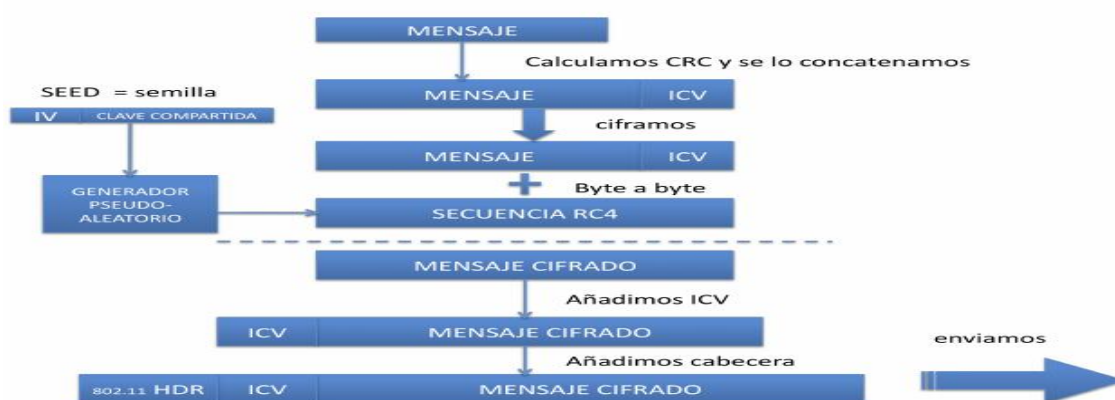 MENSAJE
Calculamos CRC y se lo concatenamos
SEED = semilla
MENSAJE ICV
IV CLAVE COMPARTIDA
ciframos
MENSAJE ICV
Byte a byte
GENERADOR
PSEUDO-
ALEATORIO
SECUENCIA RC4
MENSAJE CIFRADO
Añadimos ICV
ICV MENSAJE CIFRADO
enviamos
Añadimos cabecera
802.11 HDR ICV MENSAJE CIFRADO